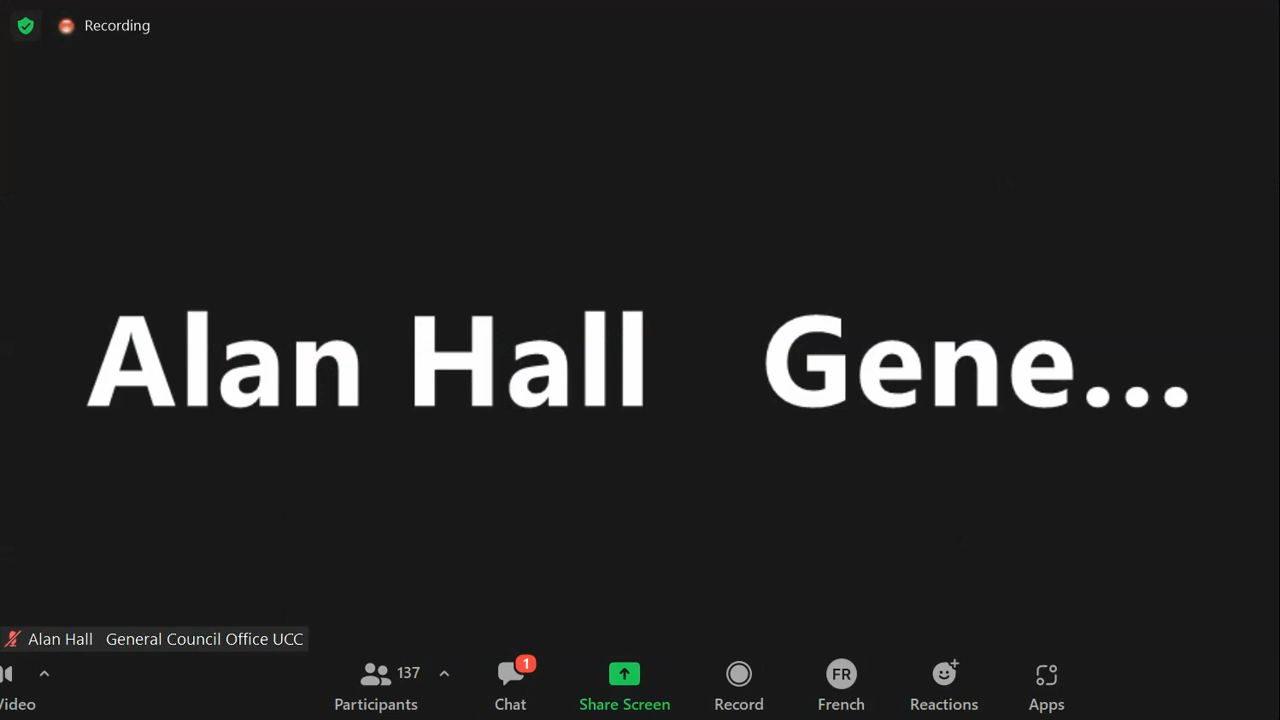 Recording
Alan Hall Gene...
Alan Hall General Council Office UCC
137
1
FR
Video
Participants
Chat
Share Screen
Record
French
Reactions
Apps